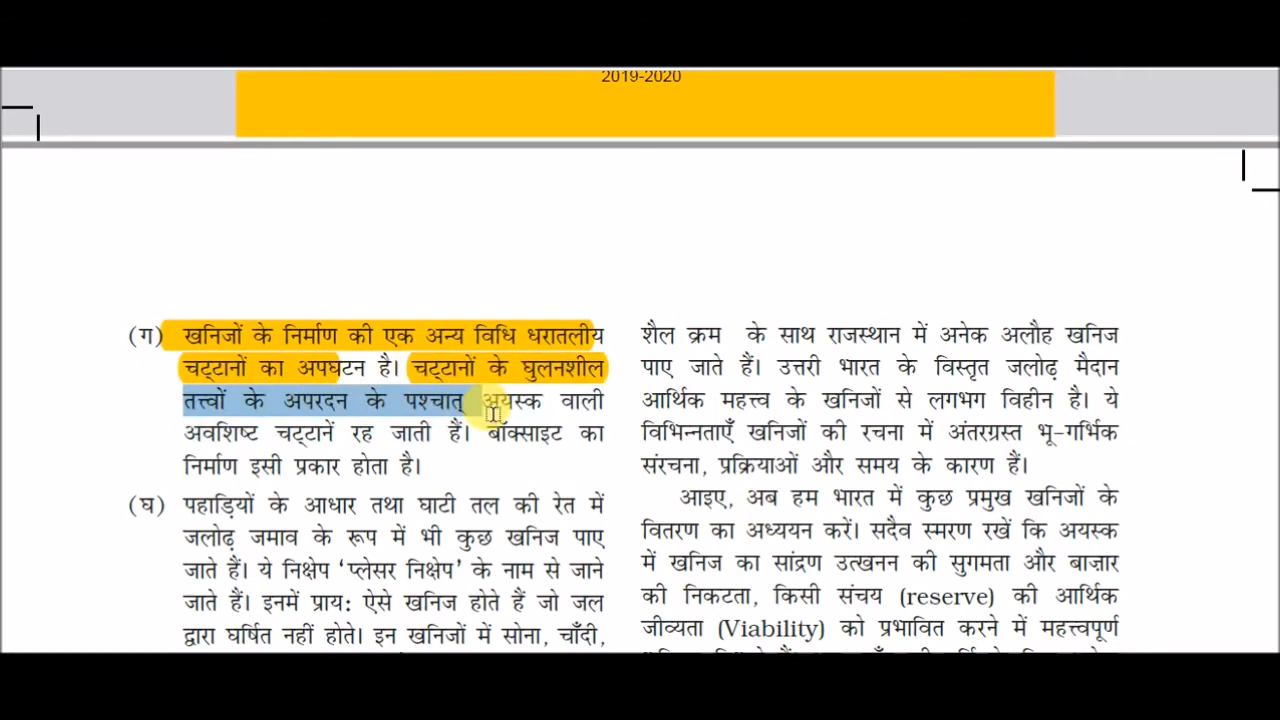 2019-2020
(ग) खनिजों के निर्माण की एक अन्य विधि धरातलीय
चट्टानों का अपघटन है। चट्टानों के घुलनशील
तत्त्वों के अपरदन के पश्चात् अयस्क वाली
अवशिष्ट चट्टानें रह जाती हैं। बॉक्साइट का
निर्माण इसी प्रकार होता है।
(घ) पहाड़ियों के आधार तथा घाटी तल की रेत में
जलोढ़ जमाव के रूप में भी कुछ खनिज पाए
जाते हैं। ये निक्षेप ‘प्लेसर निक्षेप’ के नाम से जाने
जाते हैं। इनमें प्राय: ऐसे खनिज होते हैं जो जल
द्वारा घर्षित नहीं होते। इन खनिजों में सोना, चाँदी,
शैल क्रम के साथ राजस्थान में अनेक अलौह खनिज
पाए जाते हैं। उत्तरी भारत के विस्तृत जलोढ़ मैदान
आर्थिक महत्त्व के खनिजों से लगभग विहीन है। ये
विभिन्नताएँ खनिजों की रचना में अंतरग्रस्त भू-गर्भिक
संरचना, प्रक्रियाओं और समय के कारण हैं।
आइए, अब हम भारत में कुछ प्रमुख खनिजों के
वितरण का अध्ययन करें। सदैव स्मरण रखें कि अयस्क
में खनिज का सांद्रण उत्खनन की सुगमता और बाजार
की निकटता, किसी संचय (reserve) की आर्थिक
जीव्यता (Viability) को प्रभावित करने में महत्त्वपूर्ण